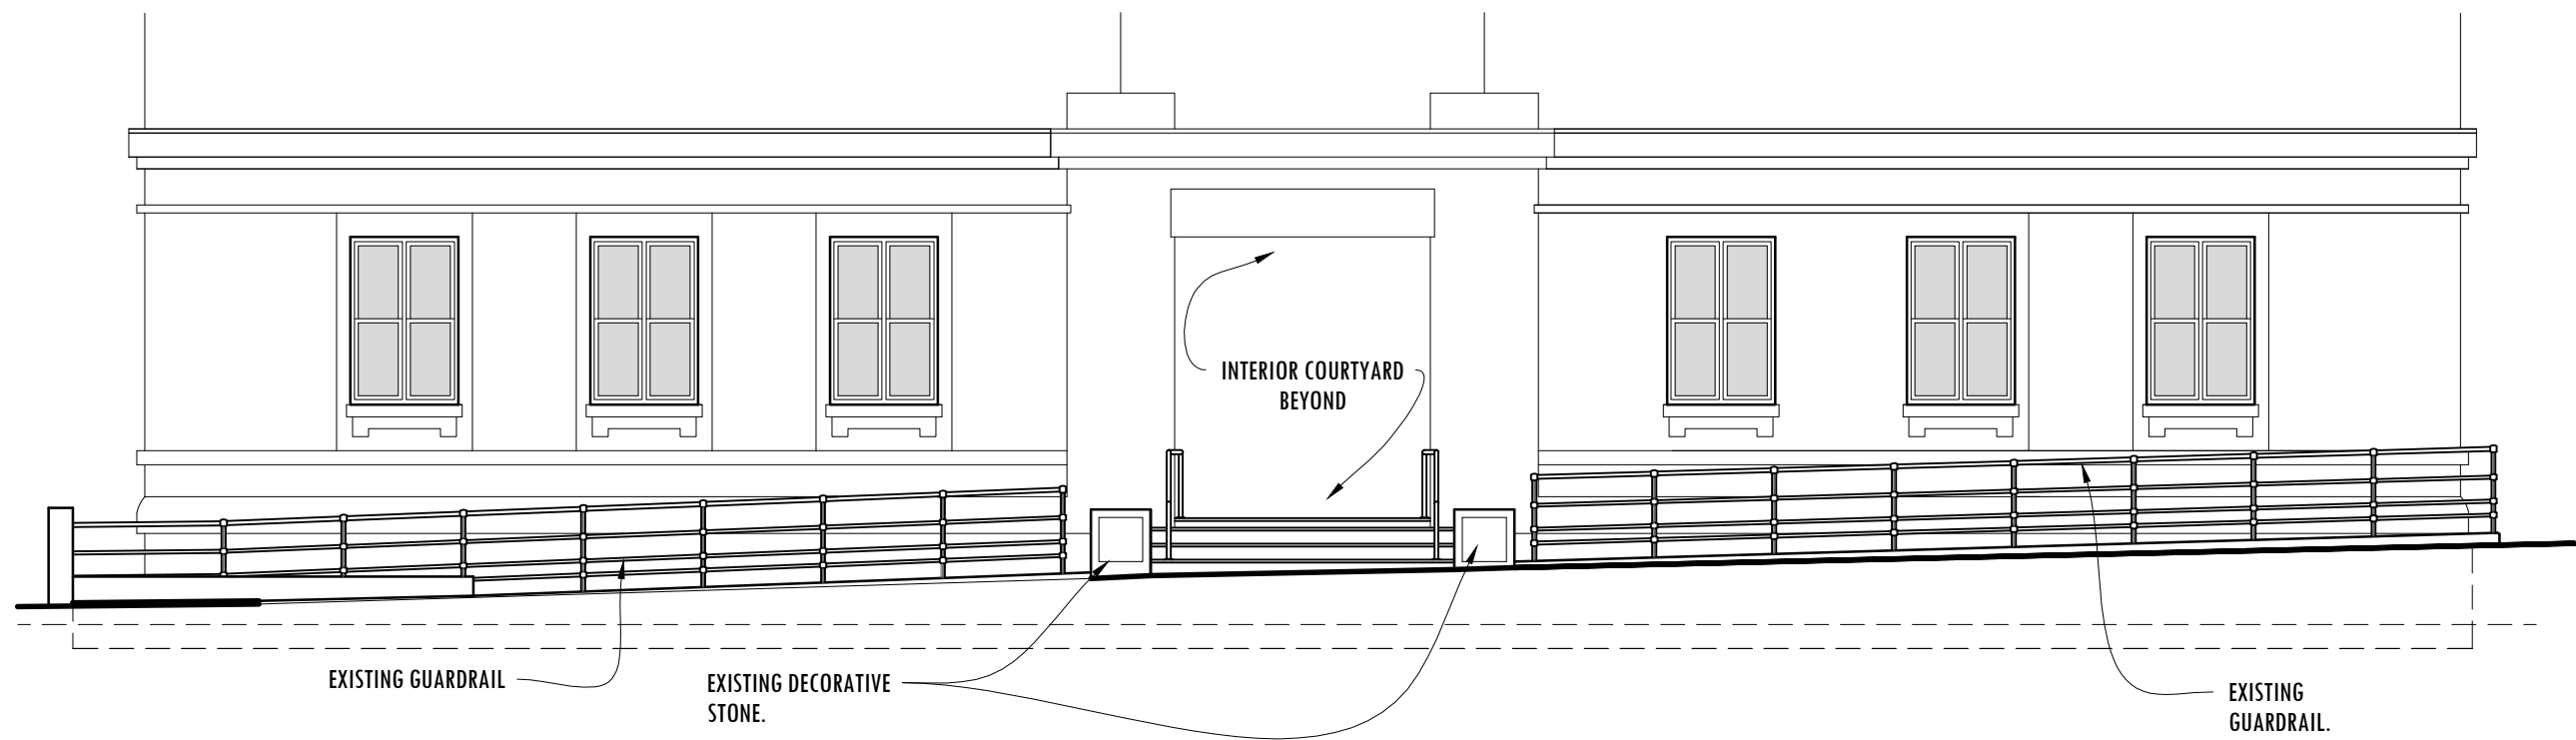 INTERIOR COURTYARD
BEYOND
EXISTING GUARDRAIL
EXISTING DECORATIVE
STONE.
EXISTING
GUARDRAIL.